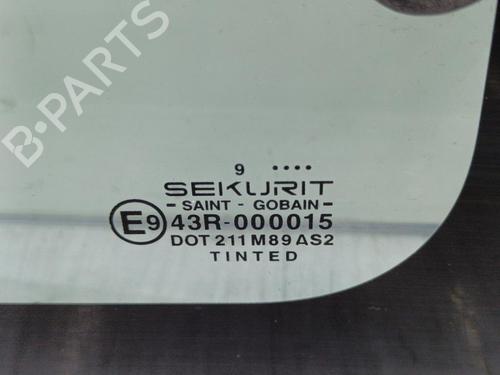 B-PARTS
9 ....
SEKURIT
- SAINT - GOBAIN -
E9 43R-000015
DOT 211 M89 AS2
TINTED